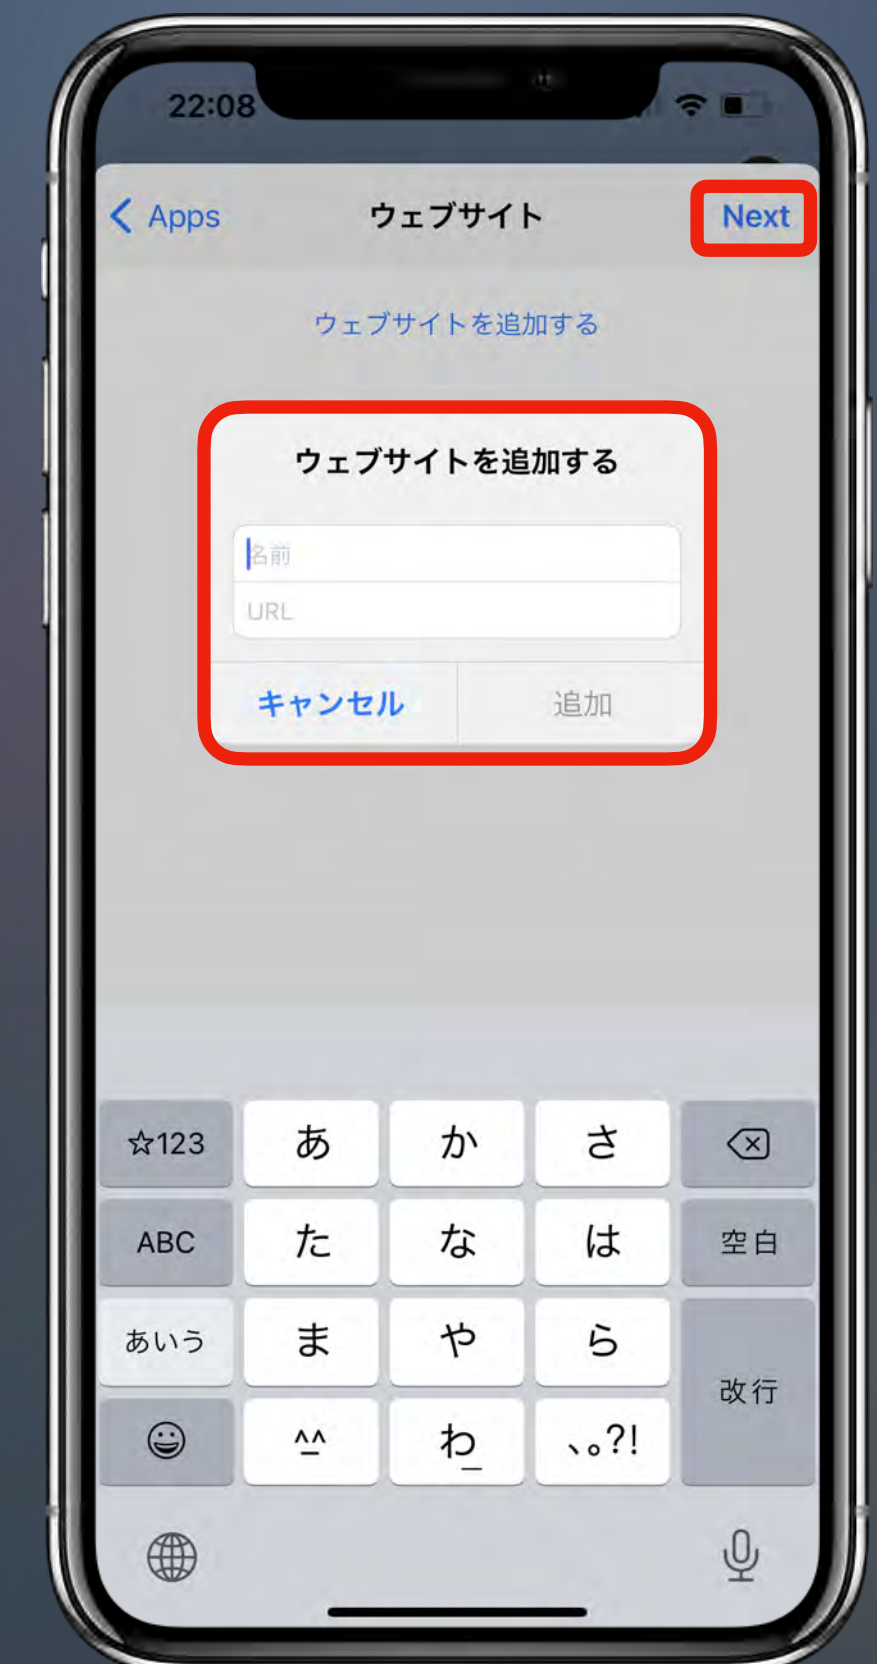 22:08
Apps ウェブサイト Next
ウェブサイトを追加する
ウェブサイトを追加する
名前
URL
キャンセル 追加
☆123 あ か さ
ABC た な は 空白
あいう ま や ら
改行
^^ わ_ 、。?!